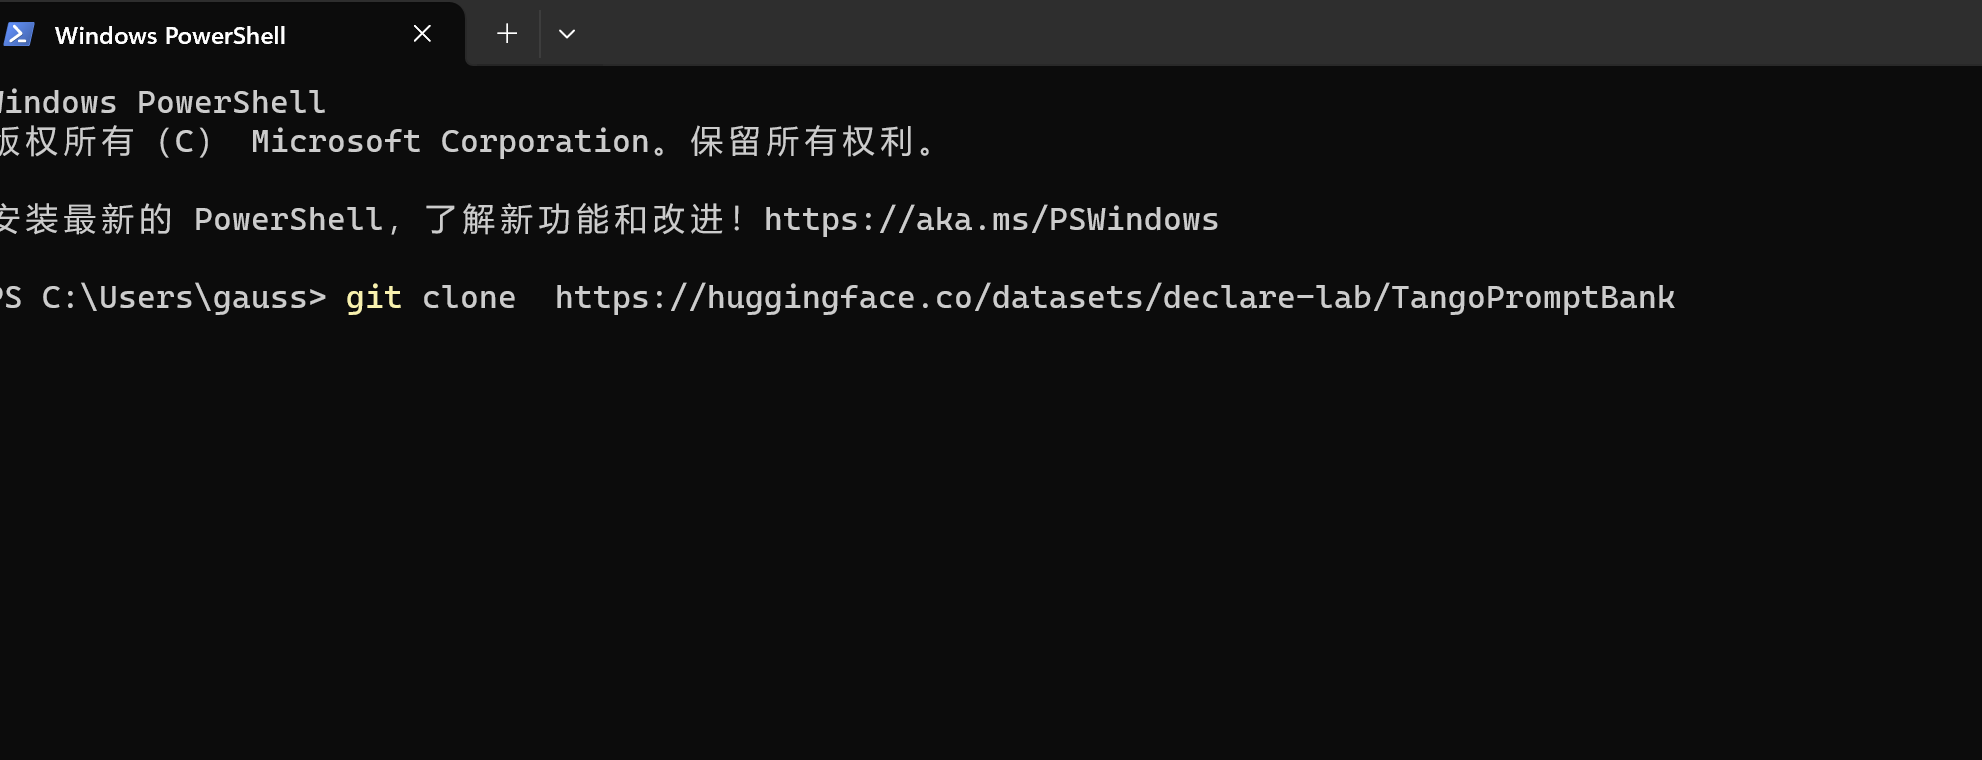 Windows PowerShell
Windows PowerShell
版权所有（C） Microsoft Corporation。保留所有权利。
安装最新的 PowerShell，了解新功能和改进！https://aka.ms/PSWindows
PS C:\Users\gauss> git clone  https://huggingface.co/datasets/declare-lab/TangoPromptBank